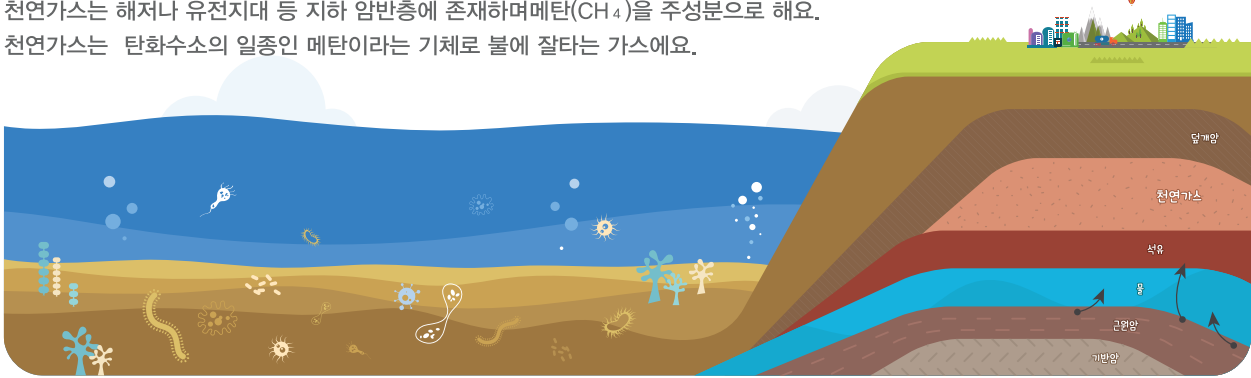 천연가스는 해저나 유전지대 등 지하 암반층에 존재하며메탄(CH₄)을 주성분으로 해요.
천연가스는 탄화수소의 일종인 메탄이라는 기체로 불에 잘타는 가스에요.
덮개암
천연가스
석유
물
근원암
기반암